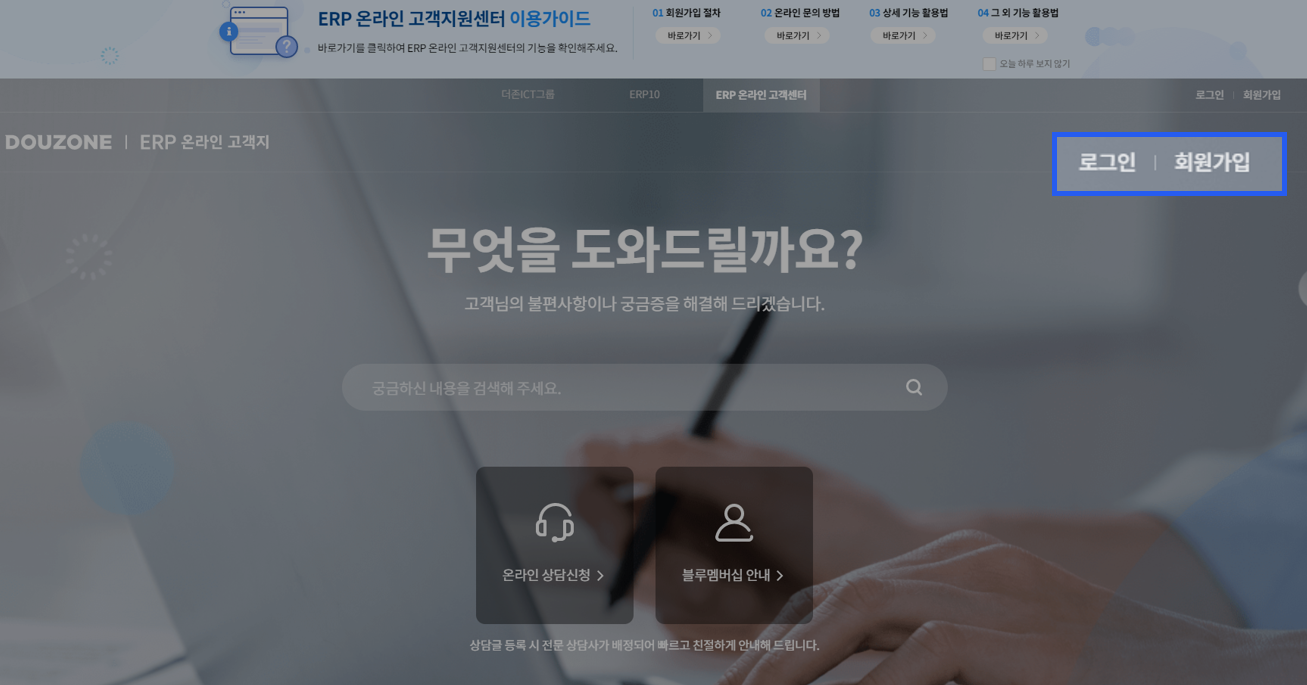 ERP 온라인 고객지원센터 이용가이드
바로가기를 클릭하여 ERP 온라인 고객지원센터의 기능을 확인해주세요.
01 회원가입 절차
바로가기
02 온라인 문의 방법
바로가기
03 상세 기능 활용법
바로가기
04 그 외 기능 활용법
바로가기
오늘 하루 보지 않기
더존ICT그룹
ERP10
ERP 온라인 고객센터
로그인 | 회원가입
DOUZONE | ERP 온라인 고객지
로그인 | 회원가입
무엇을 도와드릴까요?
고객님의 불편사항이나 궁금증을 해결해 드리겠습니다.
궁금하신 내용을 검색해 주세요.
온라인 상담신청 >
블루멤버십 안내 >
상담글 등록 시 전문 상담사가 배정되어 빠르고 친절하게 안내해 드립니다.